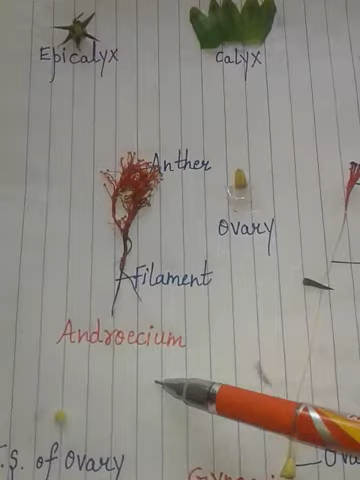 Epicalyx
Calyx
Anther
Ovary
Filament
Androecium
T.S. of Ovary